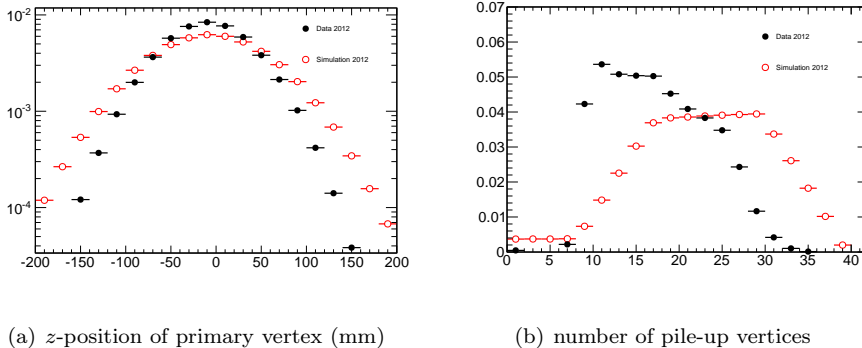 10⁻²
10⁻³
10⁻⁴
-200 -150 -100 -50 0 50 100 150 200
Data 2012
Simulation 2012
0.07
0.06
0.05
0.04
0.03
0.02
0.01
0
0 5 10 15 20 25 30 35 40
Data 2012
Simulation 2012
(a) z-position of primary vertex (mm)
(b) number of pile-up vertices